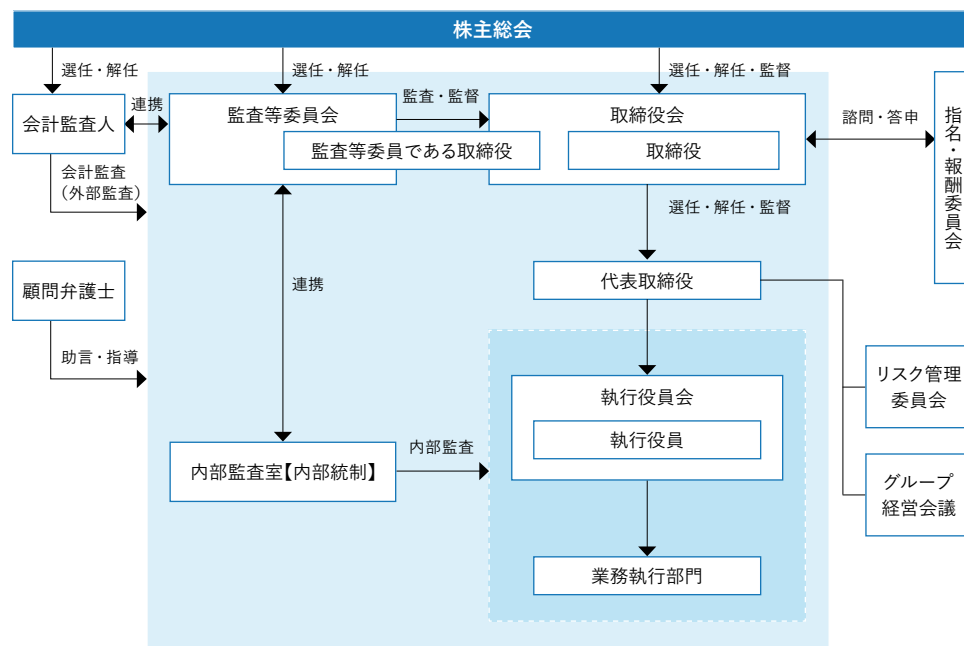 株主総会
選任・解任
選任・解任
選任・解任・監督
会計監査人
連携
監査等委員会
監査・監督
取締役会
諮問・答申
指名・報酬委員会
監査等委員である取締役
取締役
会計監査
（外部監査）
選任・解任・監督
顧問弁護士
連携
代表取締役
助言・指導
リスク管理
委員会
執行役員会
執行役員
内部監査室【内部統制】
内部監査
グループ
経営会議
業務執行部門